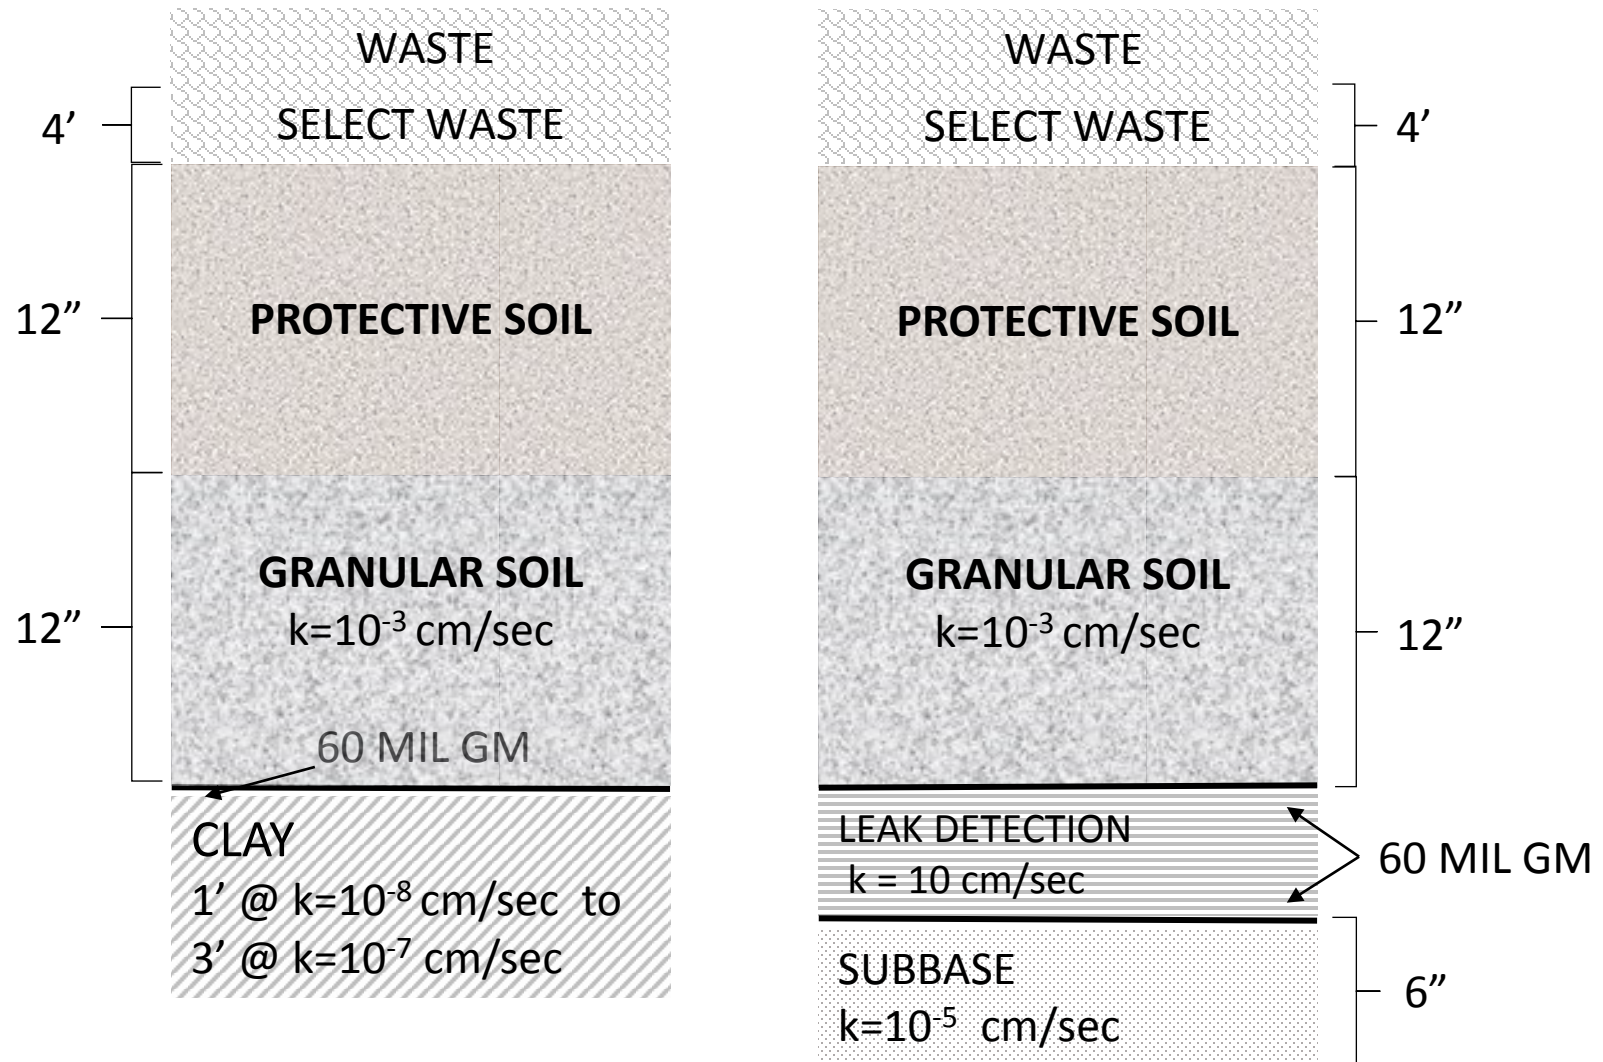 WASTE
4’
SELECT WASTE
12”
PROTECTIVE SOIL
12”
GRANULAR SOIL
k=10⁻³ cm/sec
60 MIL GM
CLAY
1’ @ k=10⁻⁸ cm/sec to
3’ @ k=10⁻⁷ cm/sec
WASTE
SELECT WASTE
4’
PROTECTIVE SOIL
12”
GRANULAR SOIL
k=10⁻³ cm/sec
12”
LEAK DETECTION
k = 10 cm/sec
60 MIL GM
SUBBASE
k=10⁻⁵ cm/sec
6”